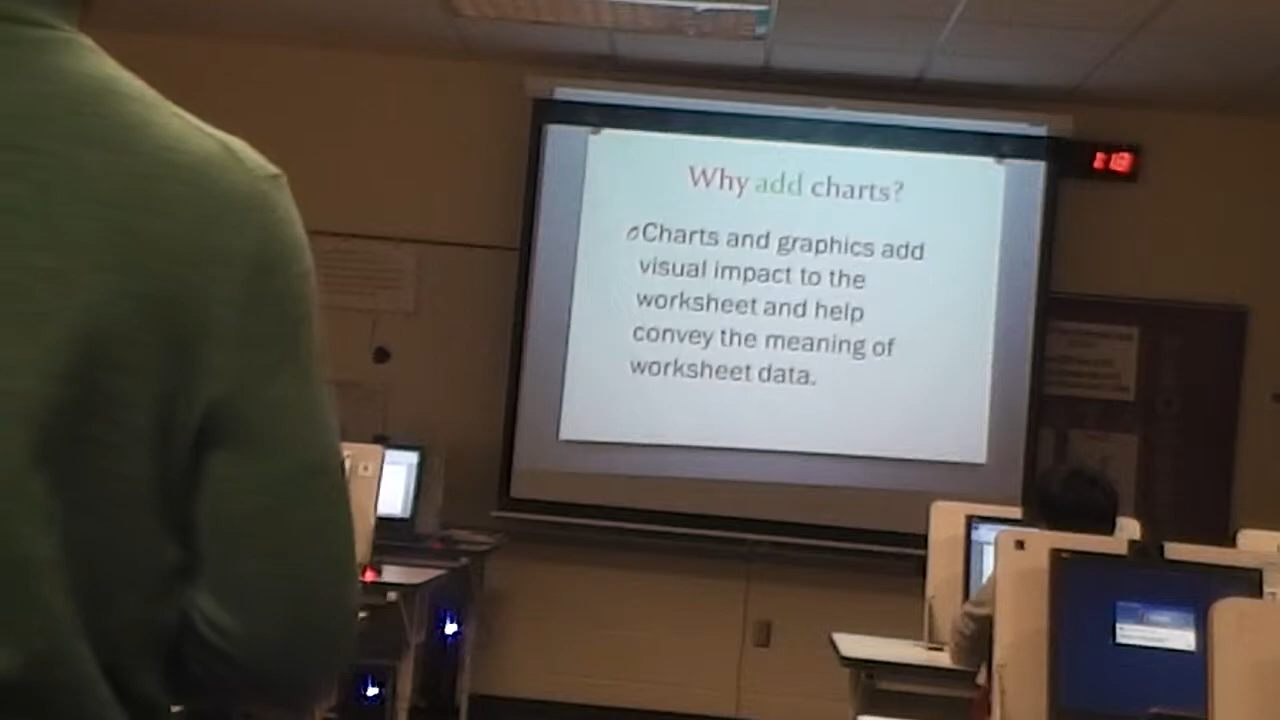 Why add charts?
Charts and graphics add
visual impact to the
worksheet and help
convey the meaning of
worksheet data.